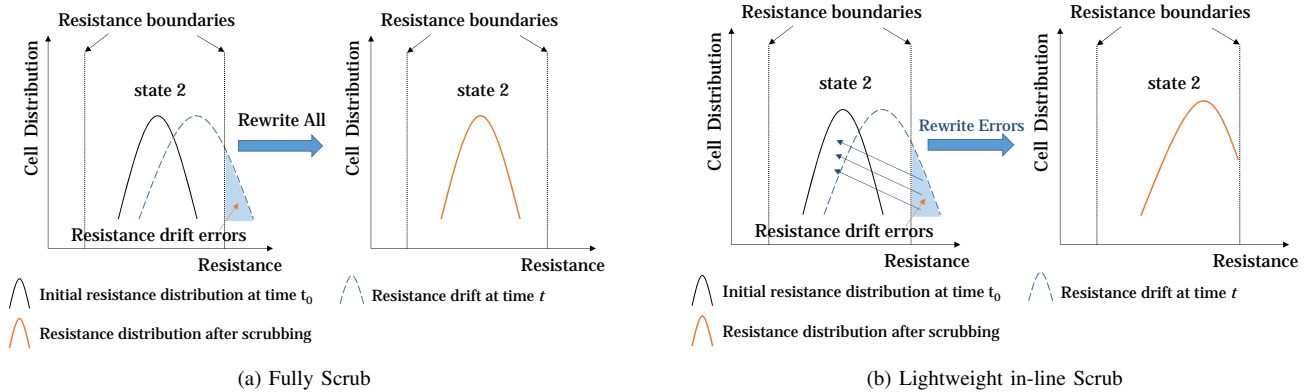 Resistance boundaries
Cell Distribution
state 2
Rewrite All
Resistance drift errors
Resistance boundaries
Cell Distribution
state 2
Resistance
Resistance
Initial resistance distribution at time t₀
Resistance drift at time t
Resistance distribution after scrubbing
(a) Fully Scrub
Resistance boundaries
Cell Distribution
state 2
Rewrite Errors
Resistance drift errors
Resistance boundaries
Cell Distribution
state 2
Resistance
Resistance
Initial resistance distribution at time t₀
Resistance drift at time t
Resistance distribution after scrubbing
(b) Lightweight in-line Scrub